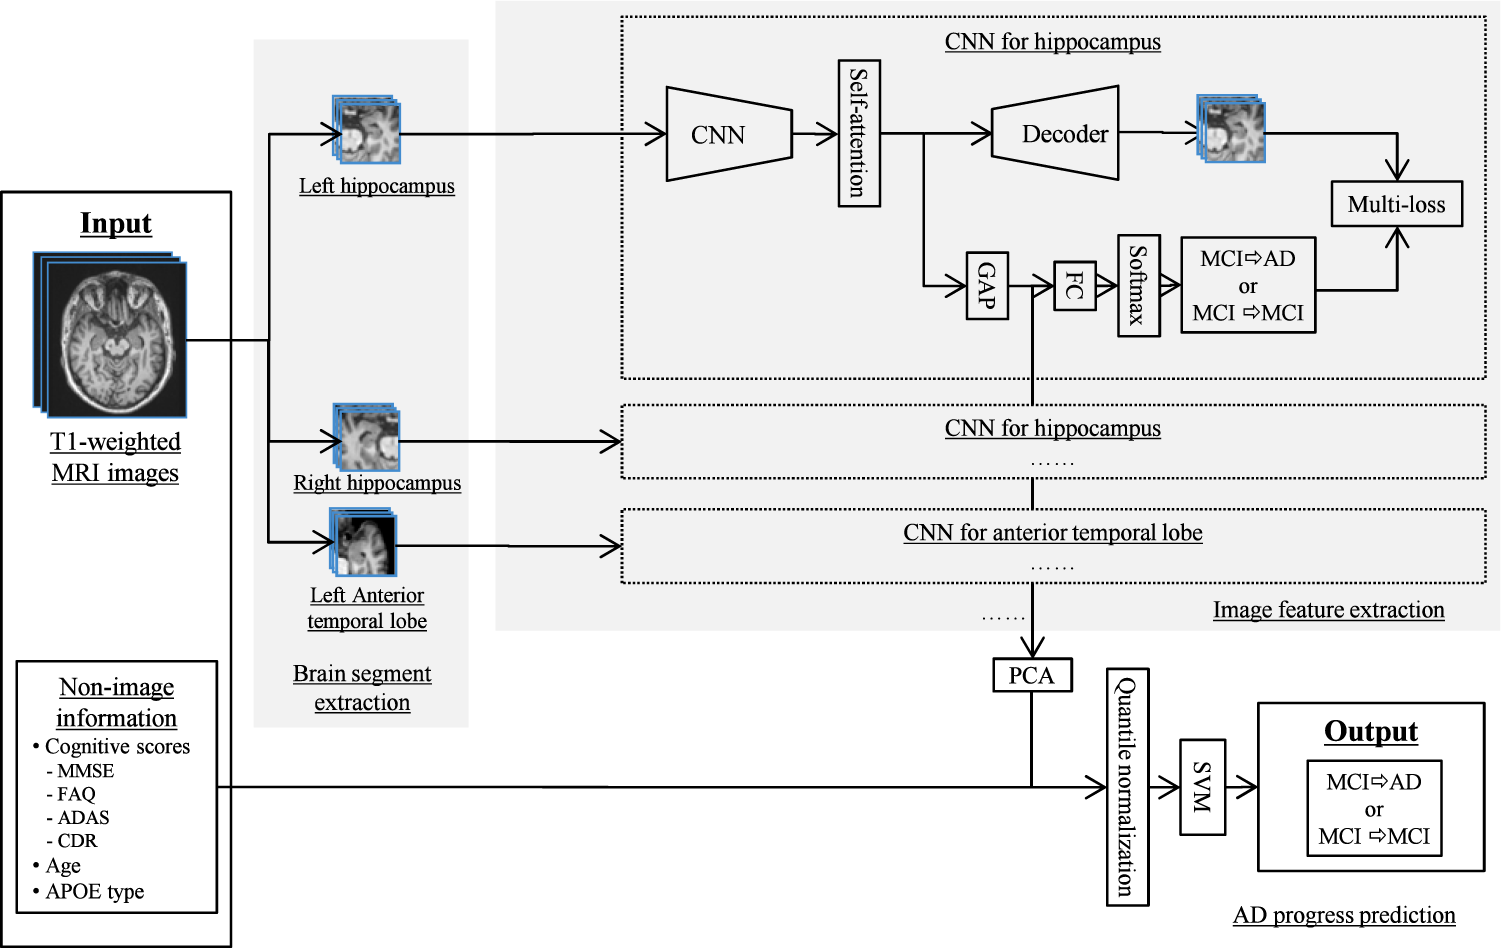 Input
T1-weighted
MRI images
Non-image
information
• Cognitive scores
- MMSE
- FAQ
- ADAS
- CDR
• Age
• APOE type
Left hippocampus
Right hippocampus
Left Anterior
temporal lobe
Brain segment
extraction
CNN for hippocampus
CNN
Self-attention
Decoder
Multi-loss
GAP
FC
Softmax
MCI⇨AD
or
MCI ⇨MCI
CNN for hippocampus
……
CNN for anterior temporal lobe
……
Image feature extraction
……
PCA
Quantile normalization
SVM
Output
MCI⇨AD
or
MCI ⇨MCI
AD progress prediction